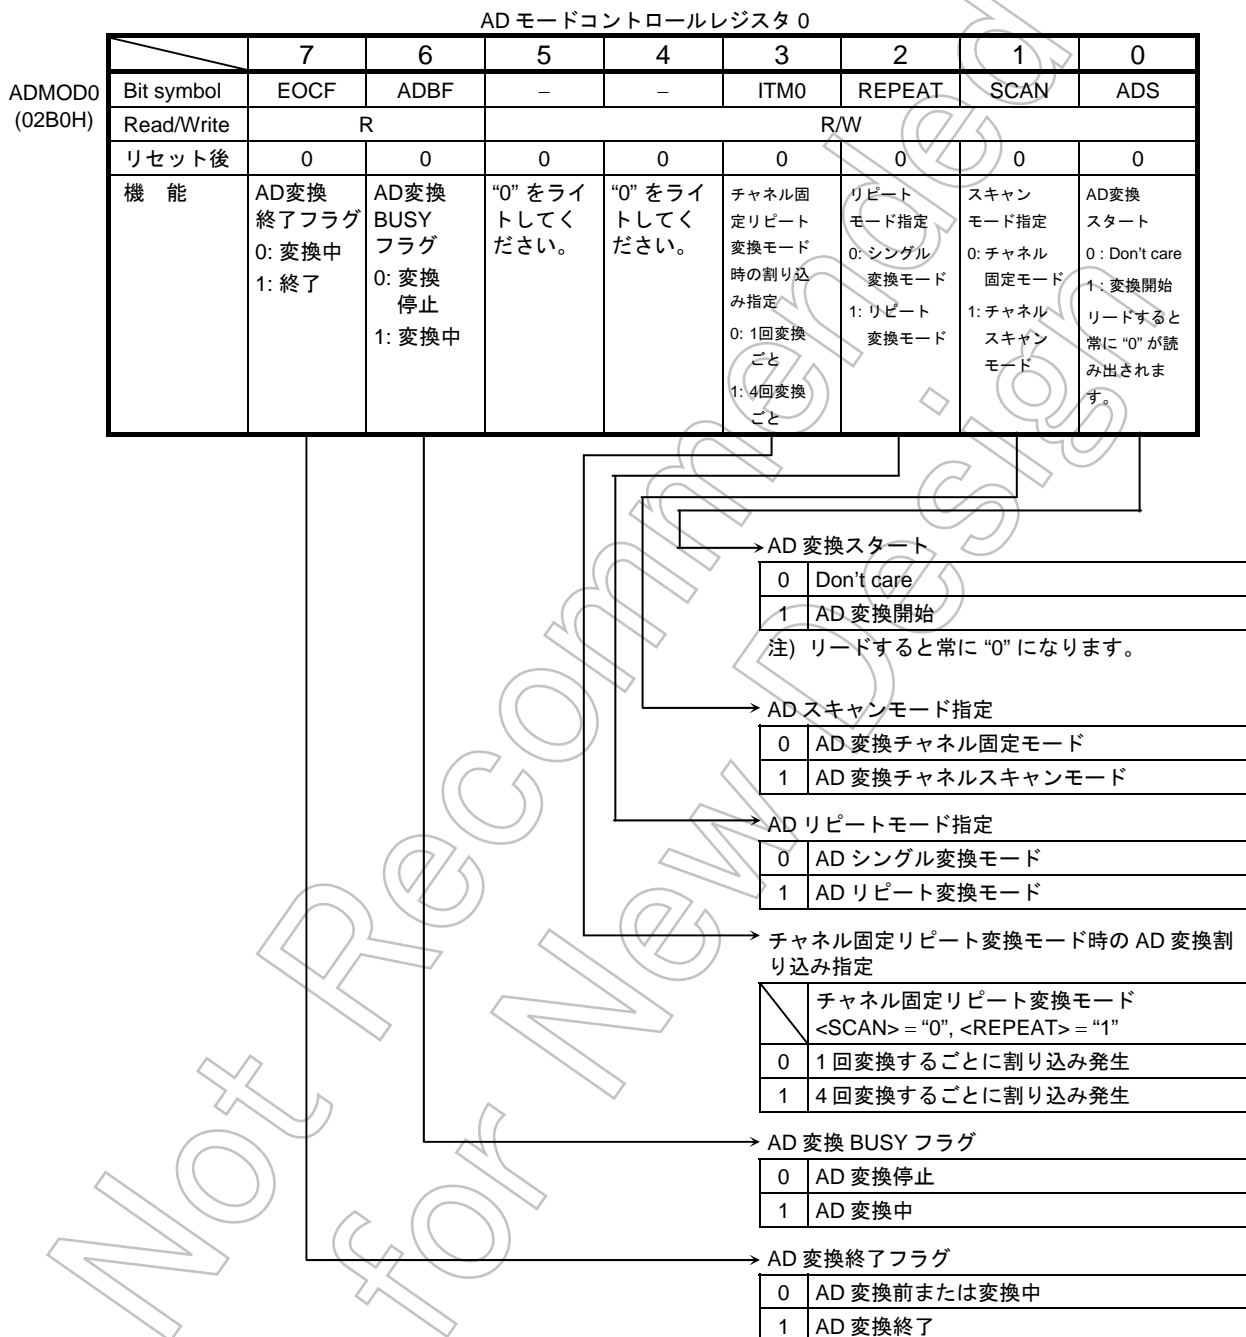 AD モードコントロールレジスタ 0
7 6 5 4 3 2 1 0
ADMOD0
(02B0H)
Bit symbol EOCF ADBF – – ITM0 REPEAT SCAN ADS
Read/Write R R/W
リセット後 0 0 0 0 0 0 0 0
機 能
AD変換
終了フラグ
0: 変換中
1: 終了
AD変換
BUSY
フラグ
0: 変換
停止
1: 変換中
“0” をライ
トしてく
ださい。
“0” をライ
トしてく
ださい。
チャネル固
定リピート
変換モード
時の割り込
み指定
0: 1回変換
ごと
1: 4回変換
ごと
リピート
モード指定
0: シングル
変換モード
1: リピート
変換モード
スキャン
モード指定
0: チャネル
固定モード
1: チャネル
スキャン
モード
AD変換
スタート
0 : Don’t care
1 : 変換開始
リードすると
常に “0” が読
み出されま
す。
AD 変換スタート
0 Don’t care
1 AD 変換開始
注) リードすると常に “0” になります。
AD スキャンモード指定
0 AD 変換チャネル固定モード
1 AD 変換チャネルスキャンモード
AD リピートモード指定
0 AD シングル変換モード
1 AD リピート変換モード
チャネル固定リピート変換モード時の AD 変換割
り込み指定
チャネル固定リピート変換モード
<SCAN> = “0”, <REPEAT> = “1”
0 1 回変換するごとに割り込み発生
1 4 回変換するごとに割り込み発生
AD 変換 BUSY フラグ
0 AD 変換停止
1 AD 変換中
AD 変換終了フラグ
0 AD 変換前または変換中
1 AD 変換終了
Not Recommended
for New Design